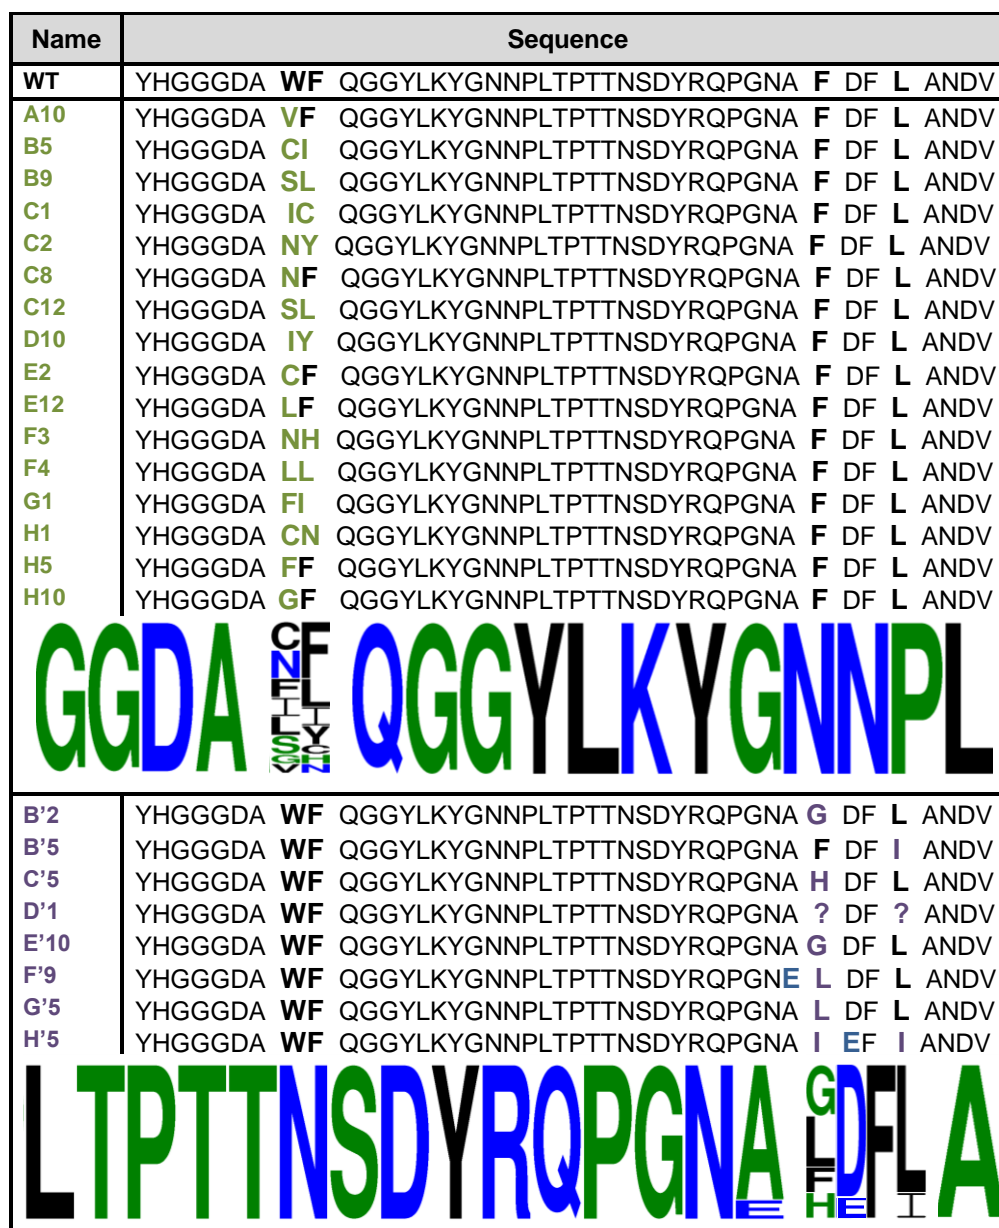 Name Sequence
WT YHGGGDA WF QGGYLKYGNNPLTPTTNSDYRQPGNA F DF L ANDV
A10 YHGGGDA VF QGGYLKYGNNPLTPTTNSDYRQPGNA F DF L ANDV
B5 YHGGGDA CI QGGYLKYGNNPLTPTTNSDYRQPGNA F DF L ANDV
B9 YHGGGDA SL QGGYLKYGNNPLTPTTNSDYRQPGNA F DF L ANDV
C1 YHGGGDA IC QGGYLKYGNNPLTPTTNSDYRQPGNA F DF L ANDV
C2 YHGGGDA NY QGGYLKYGNNPLTPTTNSDYRQPGNA F DF L ANDV
C8 YHGGGDA NF QGGYLKYGNNPLTPTTNSDYRQPGNA F DF L ANDV
C12 YHGGGDA SL QGGYLKYGNNPLTPTTNSDYRQPGNA F DF L ANDV
D10 YHGGGDA IY QGGYLKYGNNPLTPTTNSDYRQPGNA F DF L ANDV
E2 YHGGGDA CF QGGYLKYGNNPLTPTTNSDYRQPGNA F DF L ANDV
E12 YHGGGDA LF QGGYLKYGNNPLTPTTNSDYRQPGNA F DF L ANDV
F3 YHGGGDA NH QGGYLKYGNNPLTPTTNSDYRQPGNA F DF L ANDV
F4 YHGGGDA LL QGGYLKYGNNPLTPTTNSDYRQPGNA F DF L ANDV
G1 YHGGGDA FI QGGYLKYGNNPLTPTTNSDYRQPGNA F DF L ANDV
H1 YHGGGDA CN QGGYLKYGNNPLTPTTNSDYRQPGNA F DF L ANDV
H5 YHGGGDA FF QGGYLKYGNNPLTPTTNSDYRQPGNA F DF L ANDV
H10 YHGGGDA GF QGGYLKYGNNPLTPTTNSDYRQPGNA F DF L ANDV
GGDA CNFILSGV FLIYCHN QGGYLKYGNNPL
B’2 YHGGGDA WF QGGYLKYGNNPLTPTTNSDYRQPGNA G DF L ANDV
B’5 YHGGGDA WF QGGYLKYGNNPLTPTTNSDYRQPGNA F DF I ANDV
C’5 YHGGGDA WF QGGYLKYGNNPLTPTTNSDYRQPGNA H DF L ANDV
D’1 YHGGGDA WF QGGYLKYGNNPLTPTTNSDYRQPGNA ? DF ? ANDV
E’10 YHGGGDA WF QGGYLKYGNNPLTPTTNSDYRQPGNA G DF L ANDV
F’9 YHGGGDA WF QGGYLKYGNNPLTPTTNSDYRQPGNE L DF L ANDV
G’5 YHGGGDA WF QGGYLKYGNNPLTPTTNSDYRQPGNA L DF L ANDV
H’5 YHGGGDA WF QGGYLKYGNNPLTPTTNSDYRQPGNA I EF I ANDV
LTPTTNSDYRQPGNAE GLFH DE F LI A